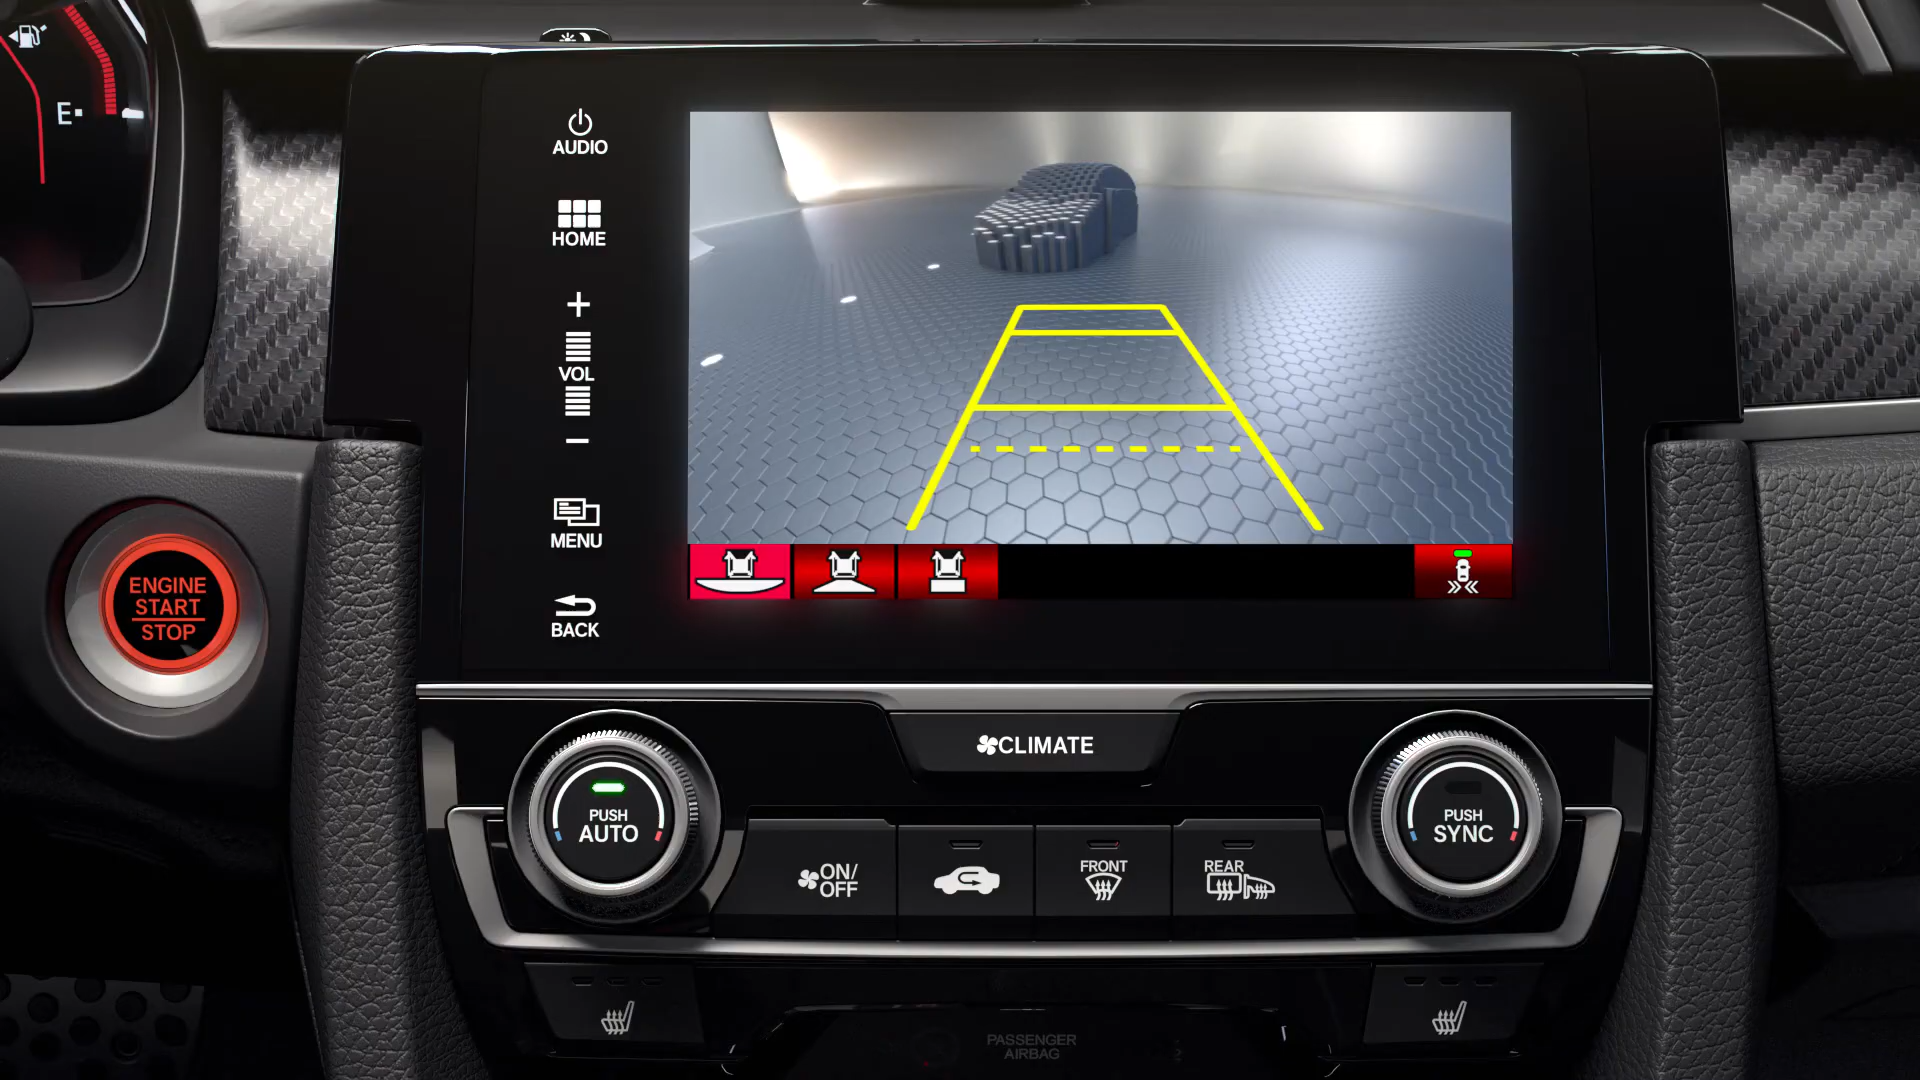 E
AUDIO
HOME
+
VOL
−
MENU
BACK
ENGINE
START
STOP
CLIMATE
PUSH
AUTO
ON/
OFF
FRONT
REAR
PUSH
SYNC
PASSENGER
AIRBAG